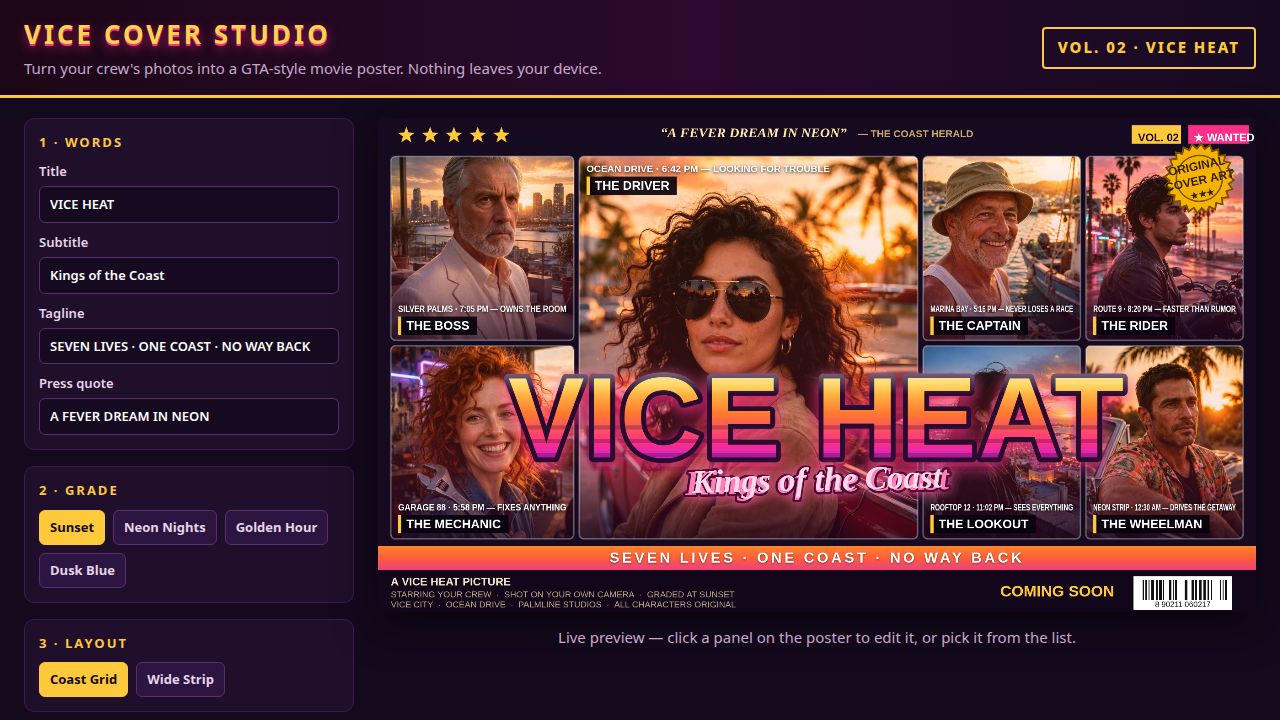 VICE COVER STUDIO
Turn your crew's photos into a GTA-style movie poster. Nothing leaves your device.
VOL. 02 · VICE HEAT
1 · WORDS
Title
VICE HEAT
Subtitle
Kings of the Coast
Tagline
SEVEN LIVES · ONE COAST · NO WAY BACK
Press quote
A FEVER DREAM IN NEON
2 · GRADE
Sunset
Neon Nights
Golden Hour
Dusk Blue
3 · LAYOUT
Coast Grid
Wide Strip
★★★★★
“A FEVER DREAM IN NEON” — THE COAST HERALD
VOL. 02
★ WANTED
ORIGINAL
COVER ART
★★★
SILVER PALMS · 7:05 PM — OWNS THE ROOM
THE BOSS
OCEAN DRIVE · 6:42 PM — LOOKING FOR TROUBLE
THE DRIVER
MARINA BAY · 5:16 PM — NEVER LOSES A RACE
THE CAPTAIN
ROUTE 9 · 8:20 PM — FASTER THAN RUMOR
THE RIDER
VICE HEAT
Kings of the Coast
GARAGE 88 · 5:58 PM — FIXES ANYTHING
THE MECHANIC
ROOFTOP 12 · 11:02 PM — SEES EVERYTHING
THE LOOKOUT
NEON STRIP · 12:30 AM — DRIVES THE GETAWAY
THE WHEELMAN
SEVEN LIVES · ONE COAST · NO WAY BACK
A VICE HEAT PICTURE
STARRING YOUR CREW · SHOT ON YOUR OWN CAMERA · GRADED AT SUNSET
VICE CITY · OCEAN DRIVE · PALMLINE STUDIOS · ALL CHARACTERS ORIGINAL
COMING SOON
8 90211 060217
Live preview — click a panel on the poster to edit it, or pick it from the list.